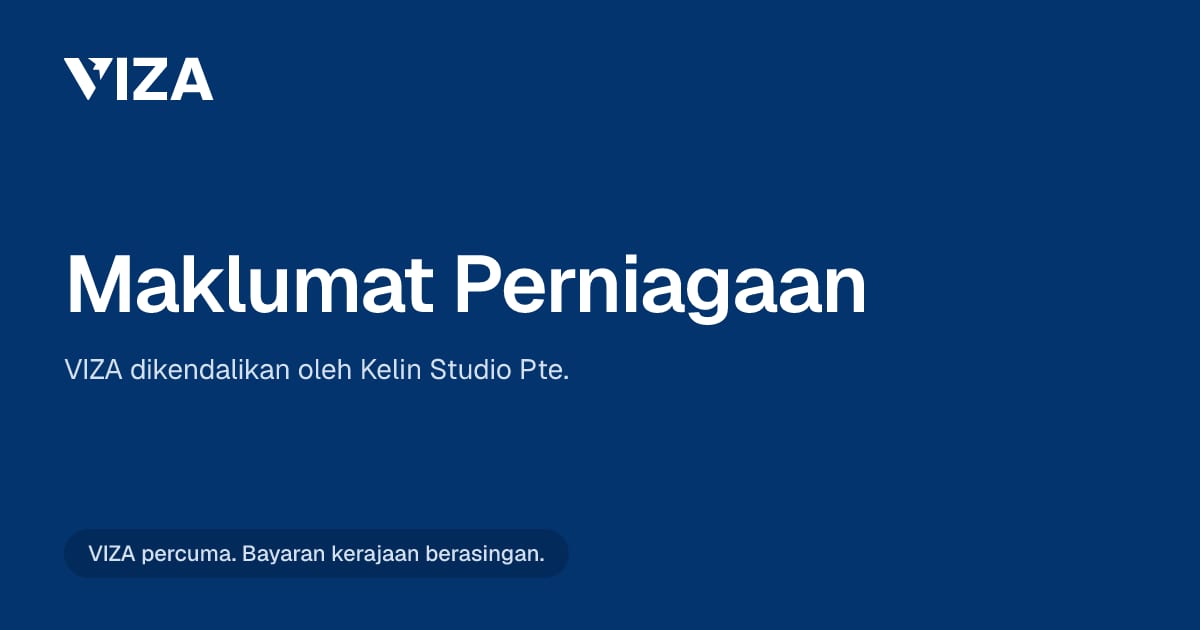 VIZA
Maklumat Perniagaan
VIZA dikendalikan oleh Kelin Studio Pte.
VIZA percuma. Bayaran kerajaan berasingan.